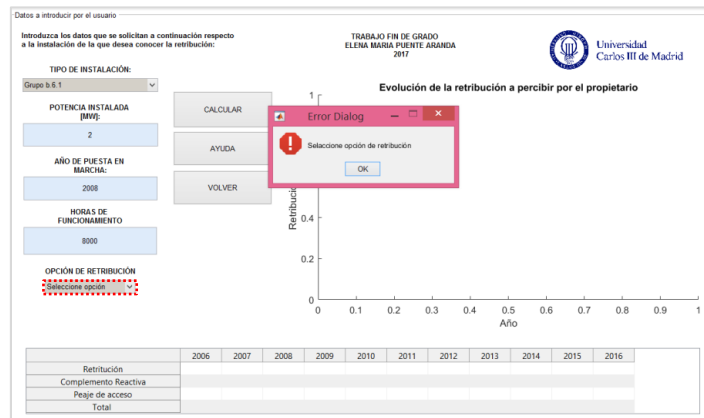 Datos a introducir por el usuario
Introduzca los datos que se solicitan a continuación respecto
a la instalación de la que desea conocer la retribución:
TRABAJO FIN DE GRADO
ELENA MARIA PUENTE ARANDA
2017
Universidad
Carlos III de Madrid
TIPO DE INSTALACIÓN:
Grupo b.6.1
POTENCIA INSTALADA
[MW]:
2
AÑO DE PUESTA EN
MARCHA:
2008
HORAS DE
FUNCIONAMIENTO
8000
OPCIÓN DE RETRIBUCIÓN
Seleccione opción
CALCULAR
AYUDA
VOLVER
Evolución de la retribución a percibir por el propietario
Error Dialog
Seleccione opción de retribución
OK
1
0.4
0.2
0
0 0.1 0.2 0.3 0.4 0.5 0.6 0.7 0.8 0.9 1
Año
2006 2007 2008 2009 2010 2011 2012 2013 2014 2015 2016
Retritución
Complemento Reactiva
Peaje de acceso
Total